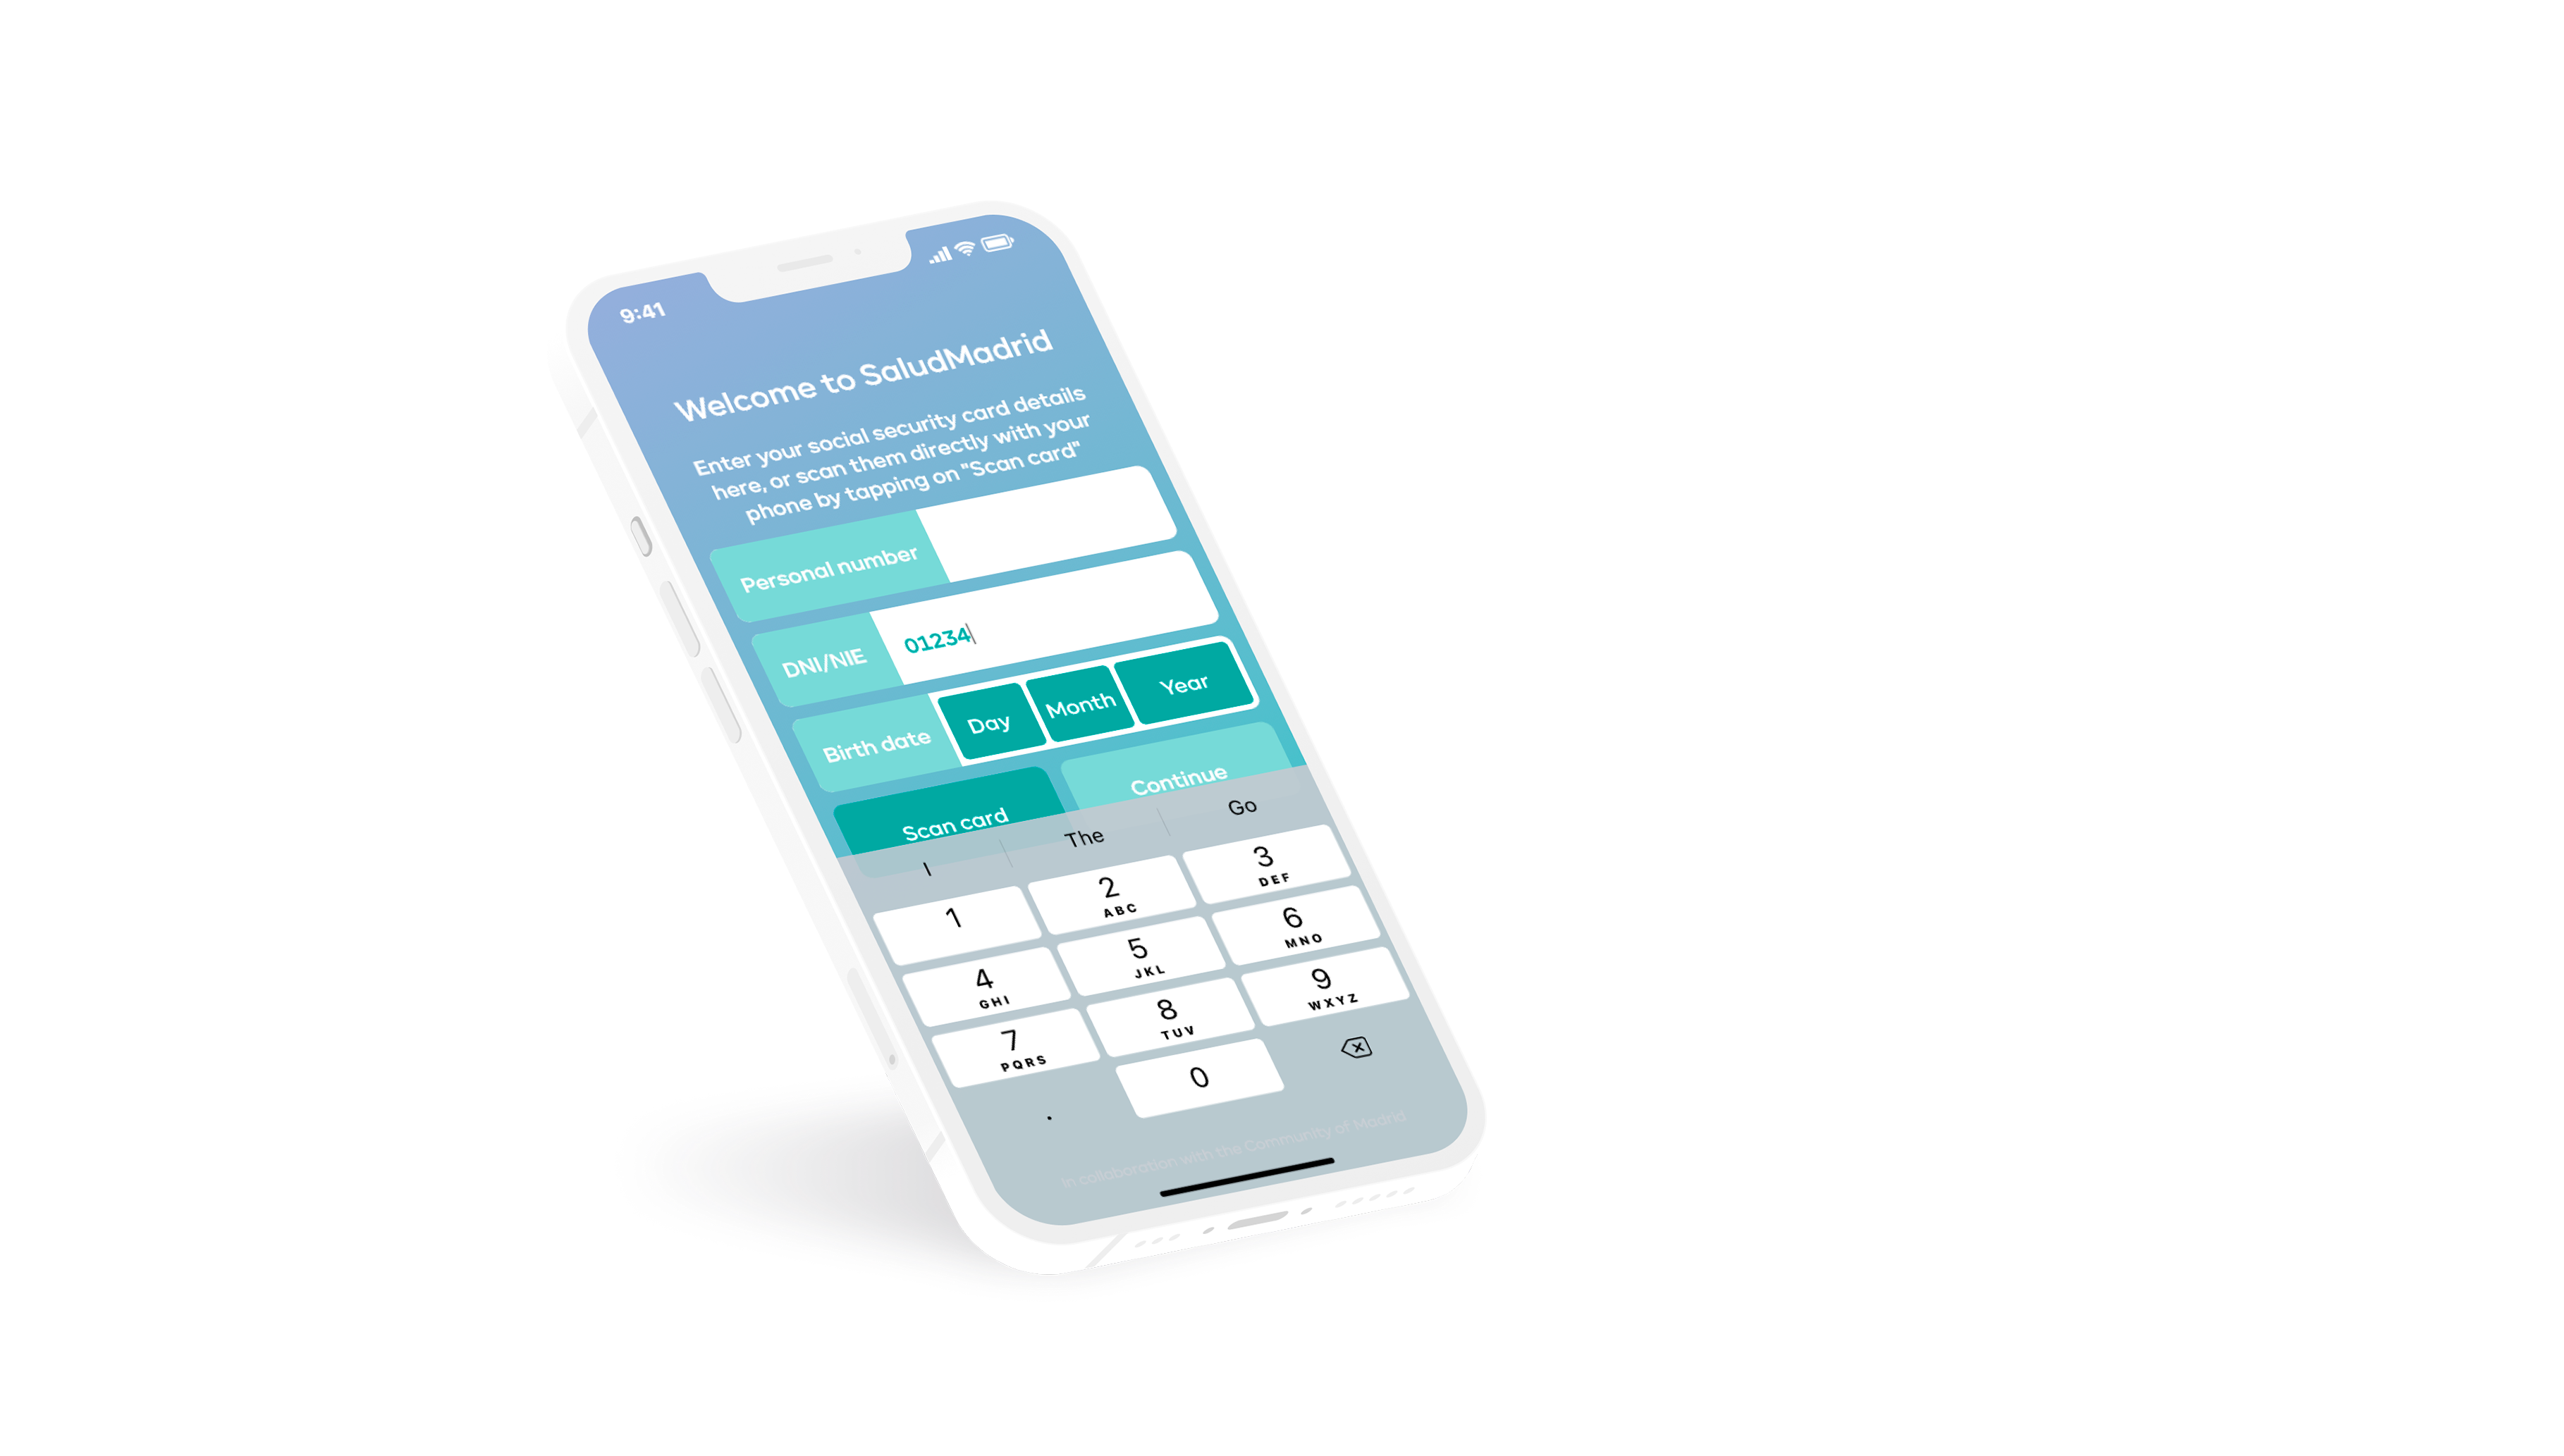 9:41
Welcome to SaludMadrid
Enter your social security card details
here, or scan them directly with your
phone by tapping on "Scan card"
Personal number
DNI/NIE 01234
Birth date Day Month Year
Scan card Continue
I The Go
1 2 ABC 3 DEF
4 GHI 5 JKL 6 MNO
7 PQRS 8 TUV 9 WXYZ
. 0
In collaboration with the Community of Madrid